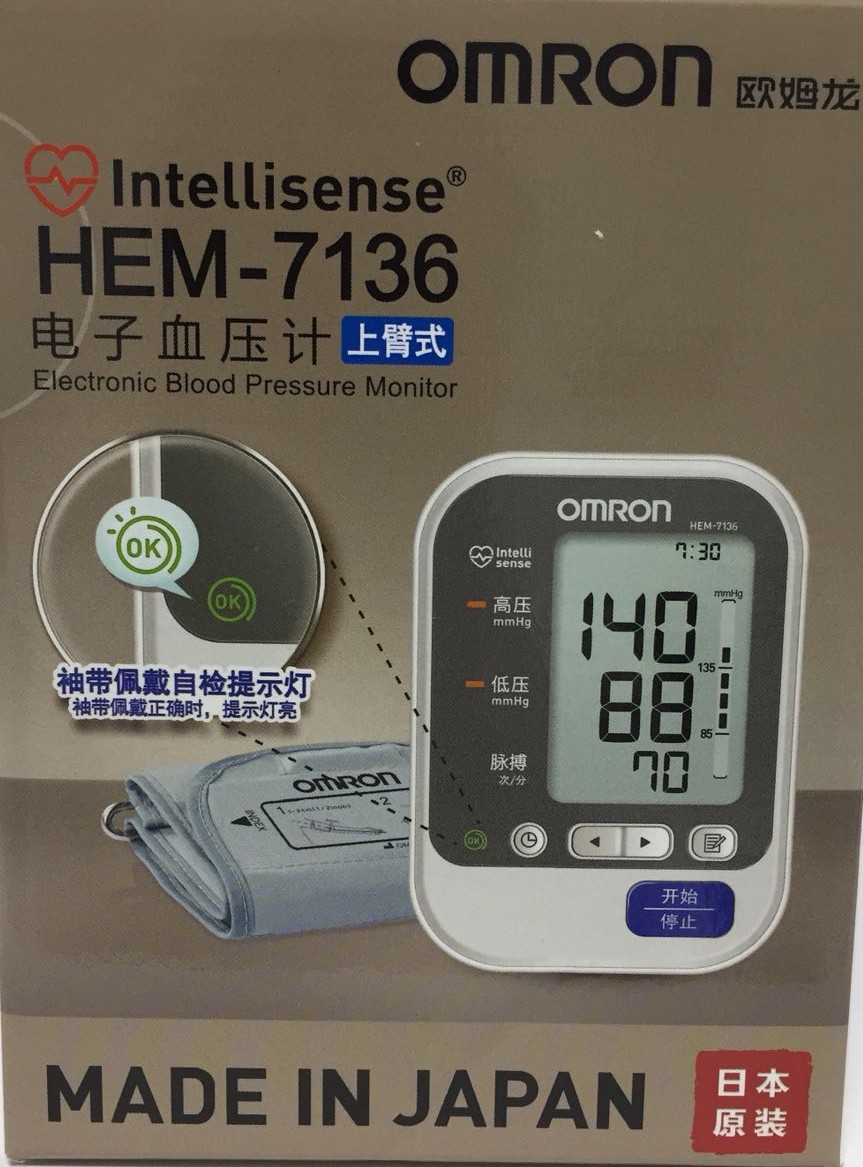 OMRON 欧姆龙
Intellisense®
HEM-7136
电子血压计 上臂式
Electronic Blood Pressure Monitor
OK
OK
袖带佩戴自检提示灯
袖带佩戴正确时，提示灯亮
OMRON
HEM-7136
Intelli
sense
7:30
高压
mmHg
140
mmHg
135
低压
mmHg
88
85
脉搏
次/分
70
OK
开始
停止
OMRON
INDEX
1
2
MADE IN JAPAN
日本
原装